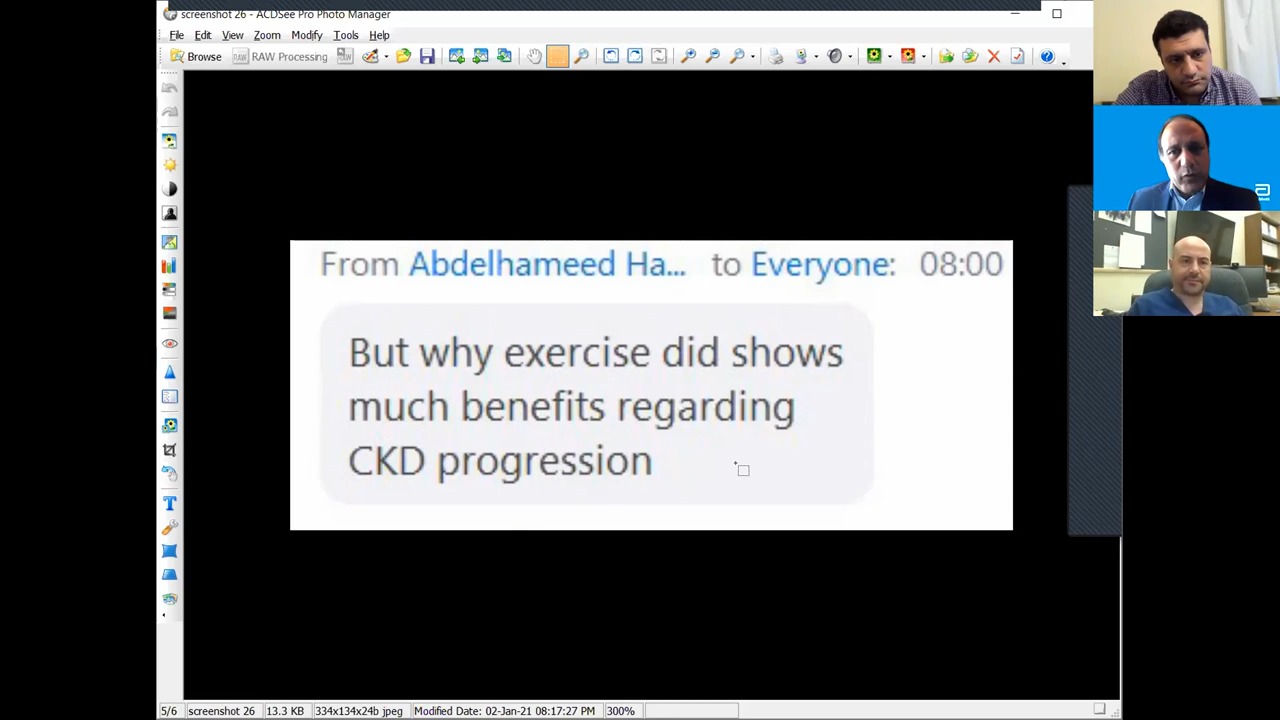 screenshot 26 - ACDSee Pro Photo Manager
File Edit View Zoom Modify Tools Help
Browse RAW RAW Processing
From Abdelhameed Ha... to Everyone: 08:00
But why exercise did shows
much benefits regarding
CKD progression
5/6 screenshot 26 13.3 KB 334x134x24b jpeg Modified Date: 02-Jan-21 08:17:27 PM 300%